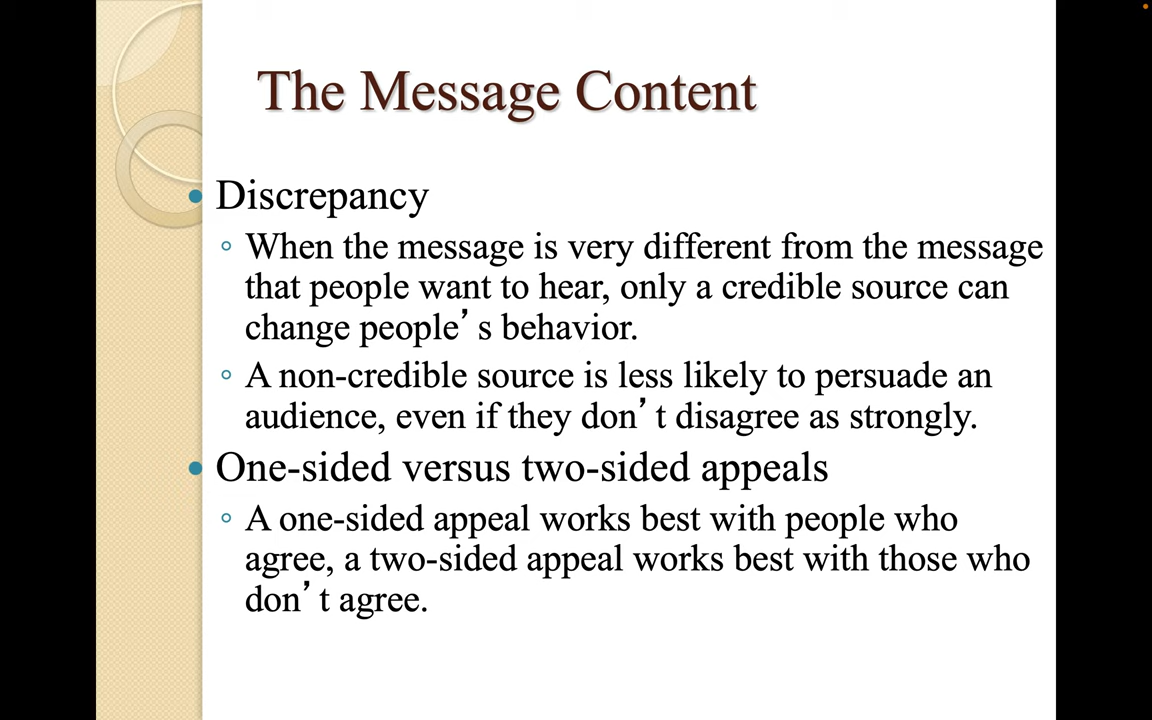 The Message Content
• Discrepancy
◦ When the message is very different from the message
that people want to hear, only a credible source can
change people’s behavior.
◦ A non-credible source is less likely to persuade an
audience, even if they don’t disagree as strongly.
• One-sided versus two-sided appeals
◦ A one-sided appeal works best with people who
agree, a two-sided appeal works best with those who
don’t agree.